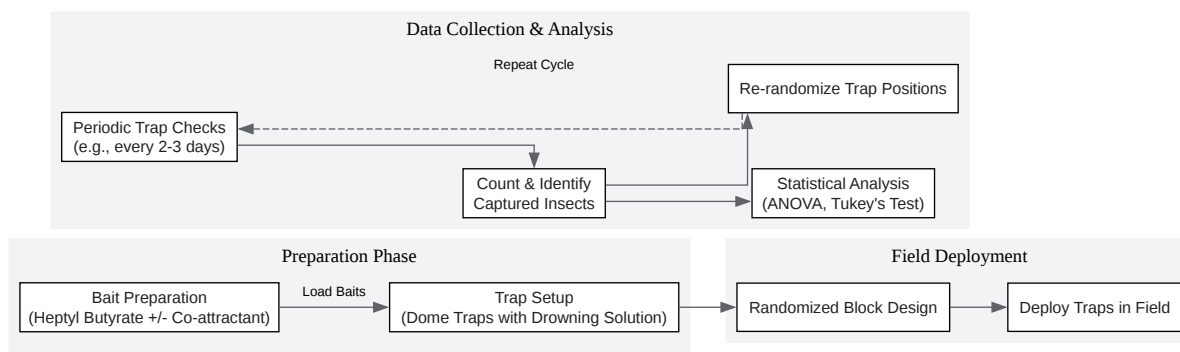 Data Collection & Analysis
Repeat Cycle
Re-randomize Trap Positions
Periodic Trap Checks
(e.g., every 2-3 days)
Count & Identify
Captured Insects
Statistical Analysis
(ANOVA, Tukey's Test)
Preparation Phase
Bait Preparation
(Heptyl Butyrate +/- Co-attractant)
Load Baits
Trap Setup
(Dome Traps with Drowning Solution)
Field Deployment
Randomized Block Design
Deploy Traps in Field